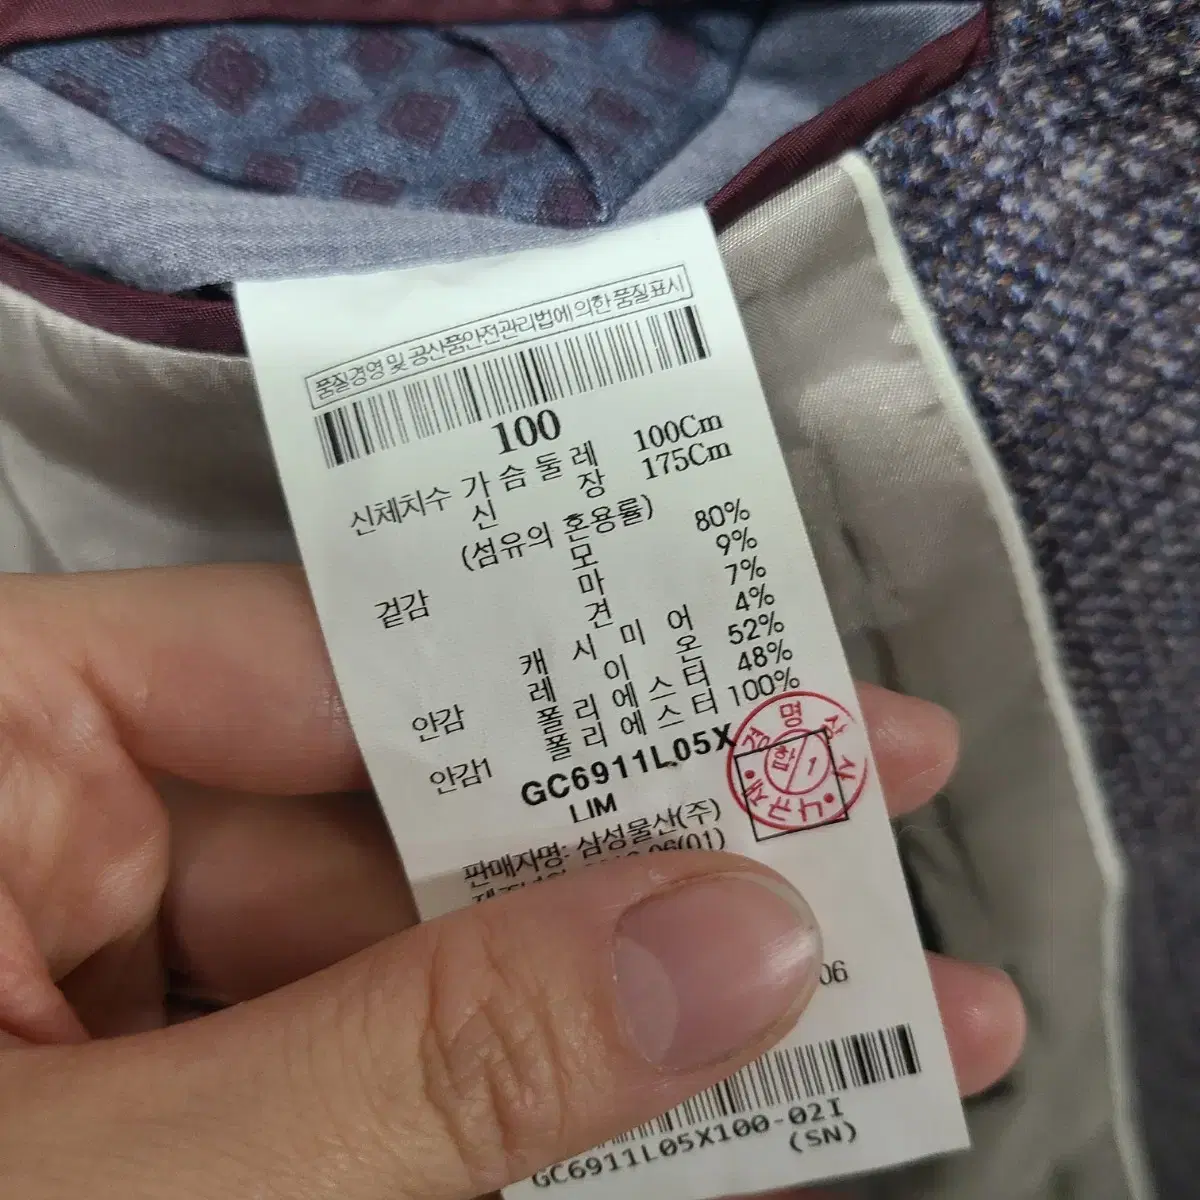 품질경영 및 공산품안전관리법에 의한 품질표시
100
신체치수 가슴둘레 100Cm
신장 175Cm
(섬유의 혼용률)
겉감 모 80%
마 9%
견 7%
캐시미어 4%
안감 레이온 52%
폴리에스터 48%
안감1 폴리에스터 100%
GC6911L05X
LIM
판매자명: 삼성물산(주)
06(01)
06
GC6911L05X100-02I
(SN)
합 1